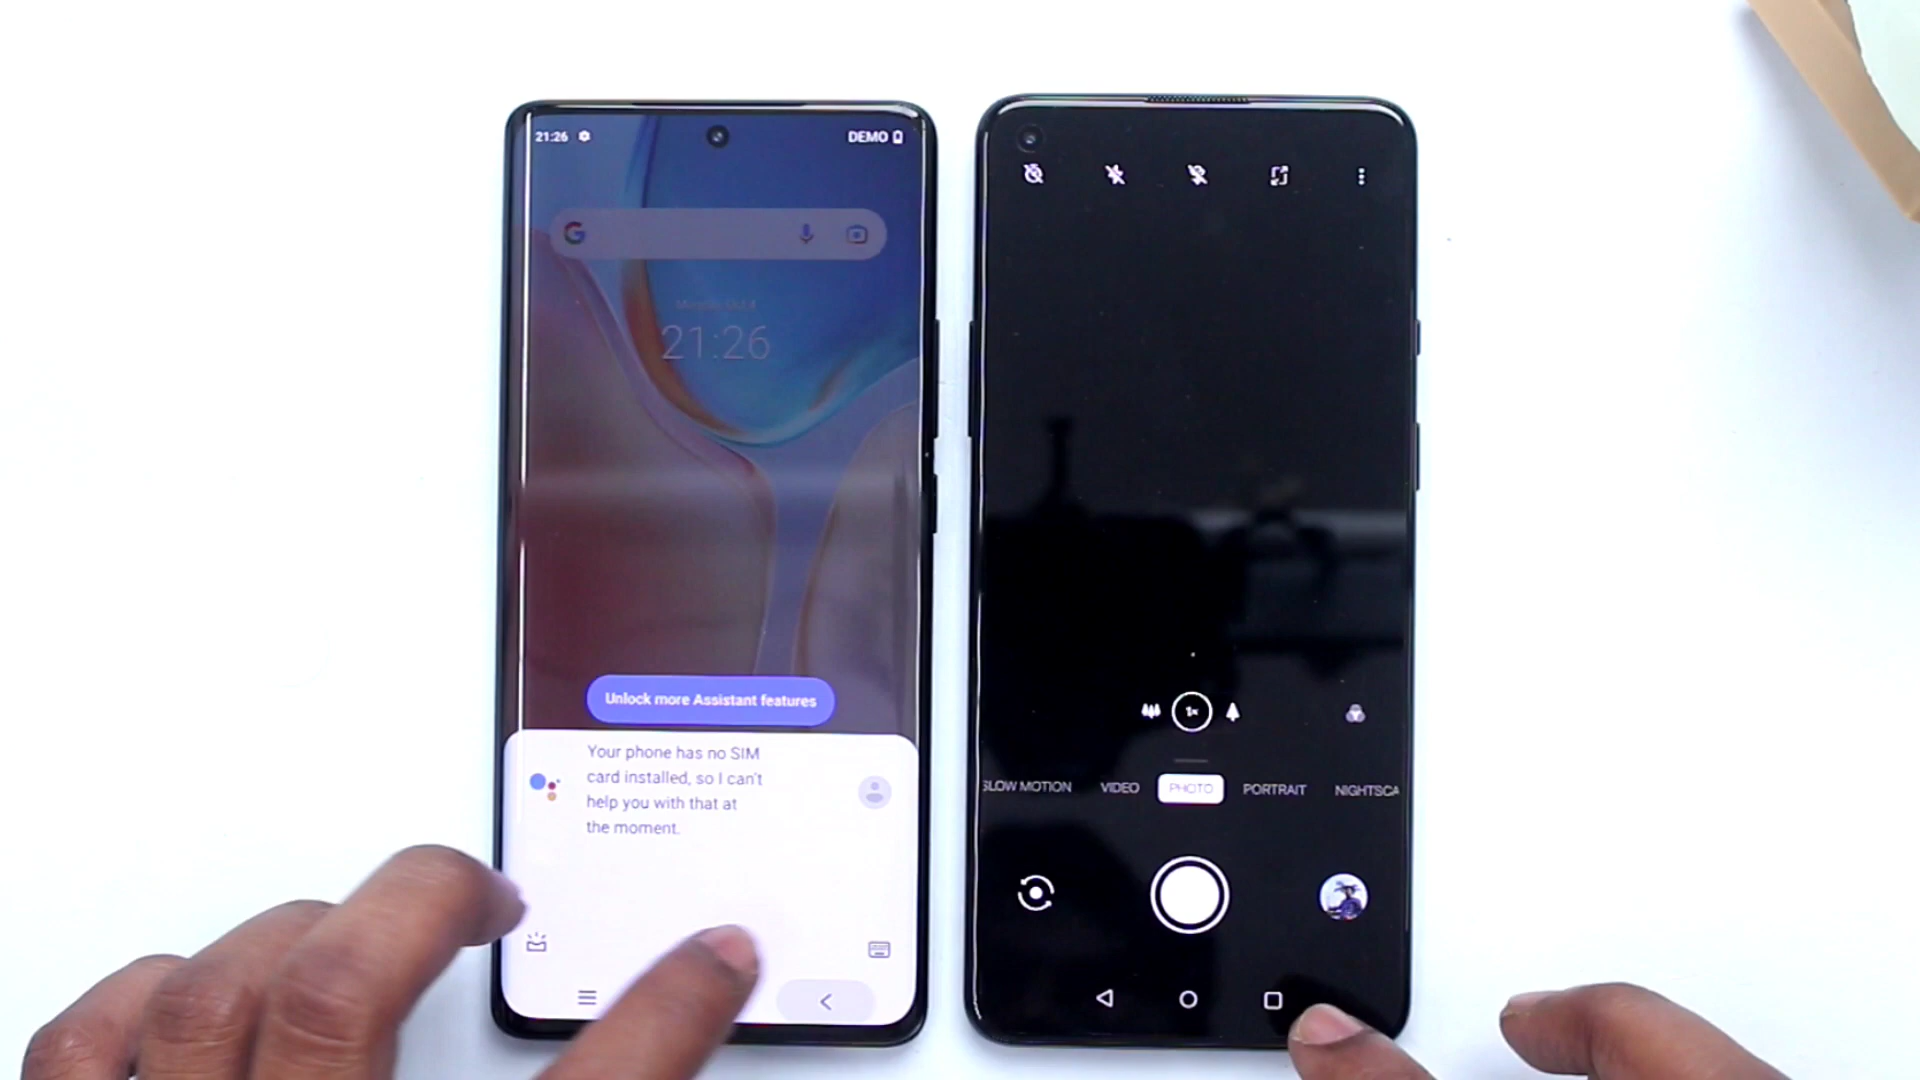 21:26
DEMO
G
21:26
Unlock more Assistant features
Your phone has no SIM
card installed, so I can't
help you with that at
the moment.
1×
SLOW MOTION
VIDEO
PHOTO
PORTRAIT
NIGHTSCA